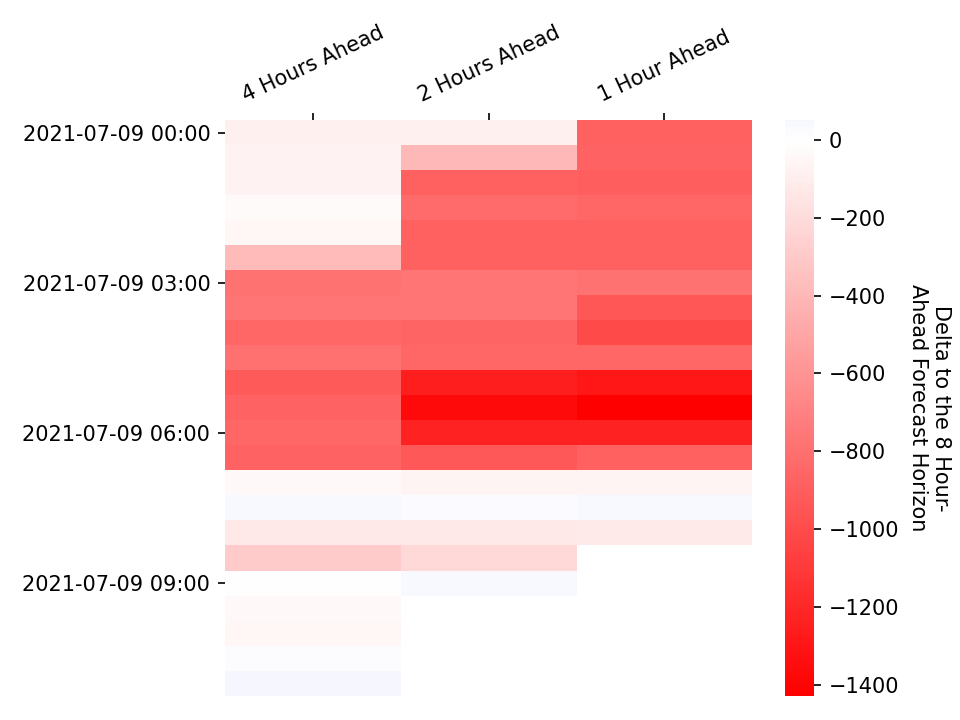 4 Hours Ahead
2 Hours Ahead
1 Hour Ahead
2021-07-09 00:00
2021-07-09 03:00
2021-07-09 06:00
2021-07-09 09:00
0
−200
−400
−600
−800
−1000
−1200
−1400
Delta to the 8 Hour-
Ahead Forecast Horizon